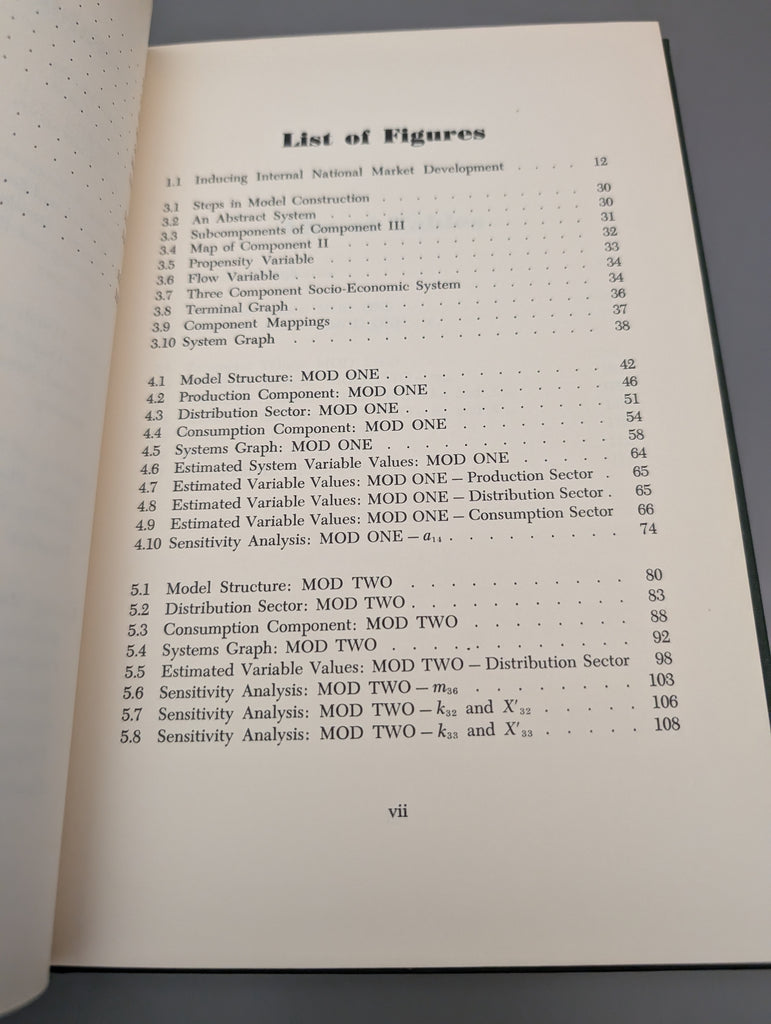 List of Figures
1.1 Inducing Internal National Market Development . . . . 12
3.1 Steps in Model Construction . . . . . . . . . . 30
3.2 An Abstract System . . . . . . . . . . . . 30
3.3 Subcomponents of Component III . . . . . . . . 31
3.4 Map of Component II . . . . . . . . . . . . 32
3.5 Propensity Variable . . . . . . . . . . . . 33
3.6 Flow Variable . . . . . . . . . . . . . 34
3.7 Three Component Socio-Economic System . . . . . . 34
3.8 Terminal Graph . . . . . . . . . . . . . 36
3.9 Component Mappings . . . . . . . . . . . 37
3.10 System Graph . . . . . . . . . . . . . 38
4.1 Model Structure: MOD ONE . . . . . . . . . . 42
4.2 Production Component: MOD ONE . . . . . . . . 46
4.3 Distribution Sector: MOD ONE . . . . . . . . . 51
4.4 Consumption Component: MOD ONE . . . . . . . 54
4.5 Systems Graph: MOD ONE . . . . . . . . . . 58
4.6 Estimated System Variable Values: MOD ONE . . . . . 64
4.7 Estimated Variable Values: MOD ONE — Production Sector . 65
4.8 Estimated Variable Values: MOD ONE — Distribution Sector . 65
4.9 Estimated Variable Values: MOD ONE — Consumption Sector 66
4.10 Sensitivity Analysis: MOD ONE — a₁₄ . . . . . . . . 74
5.1 Model Structure: MOD TWO . . . . . . . . . . 80
5.2 Distribution Sector: MOD TWO . . . . . . . . . . 83
5.3 Consumption Component: MOD TWO . . . . . . . 88
5.4 Systems Graph: MOD TWO . . . . . . . . . . 92
5.5 Estimated Variable Values: MOD TWO — Distribution Sector 98
5.6 Sensitivity Analysis: MOD TWO — m₃₆ . . . . . . . 103
5.7 Sensitivity Analysis: MOD TWO — k₃₂ and X′₃₂ . . . . . 106
5.8 Sensitivity Analysis: MOD TWO — k₃₃ and X′₃₃ . . . . . 108
vii